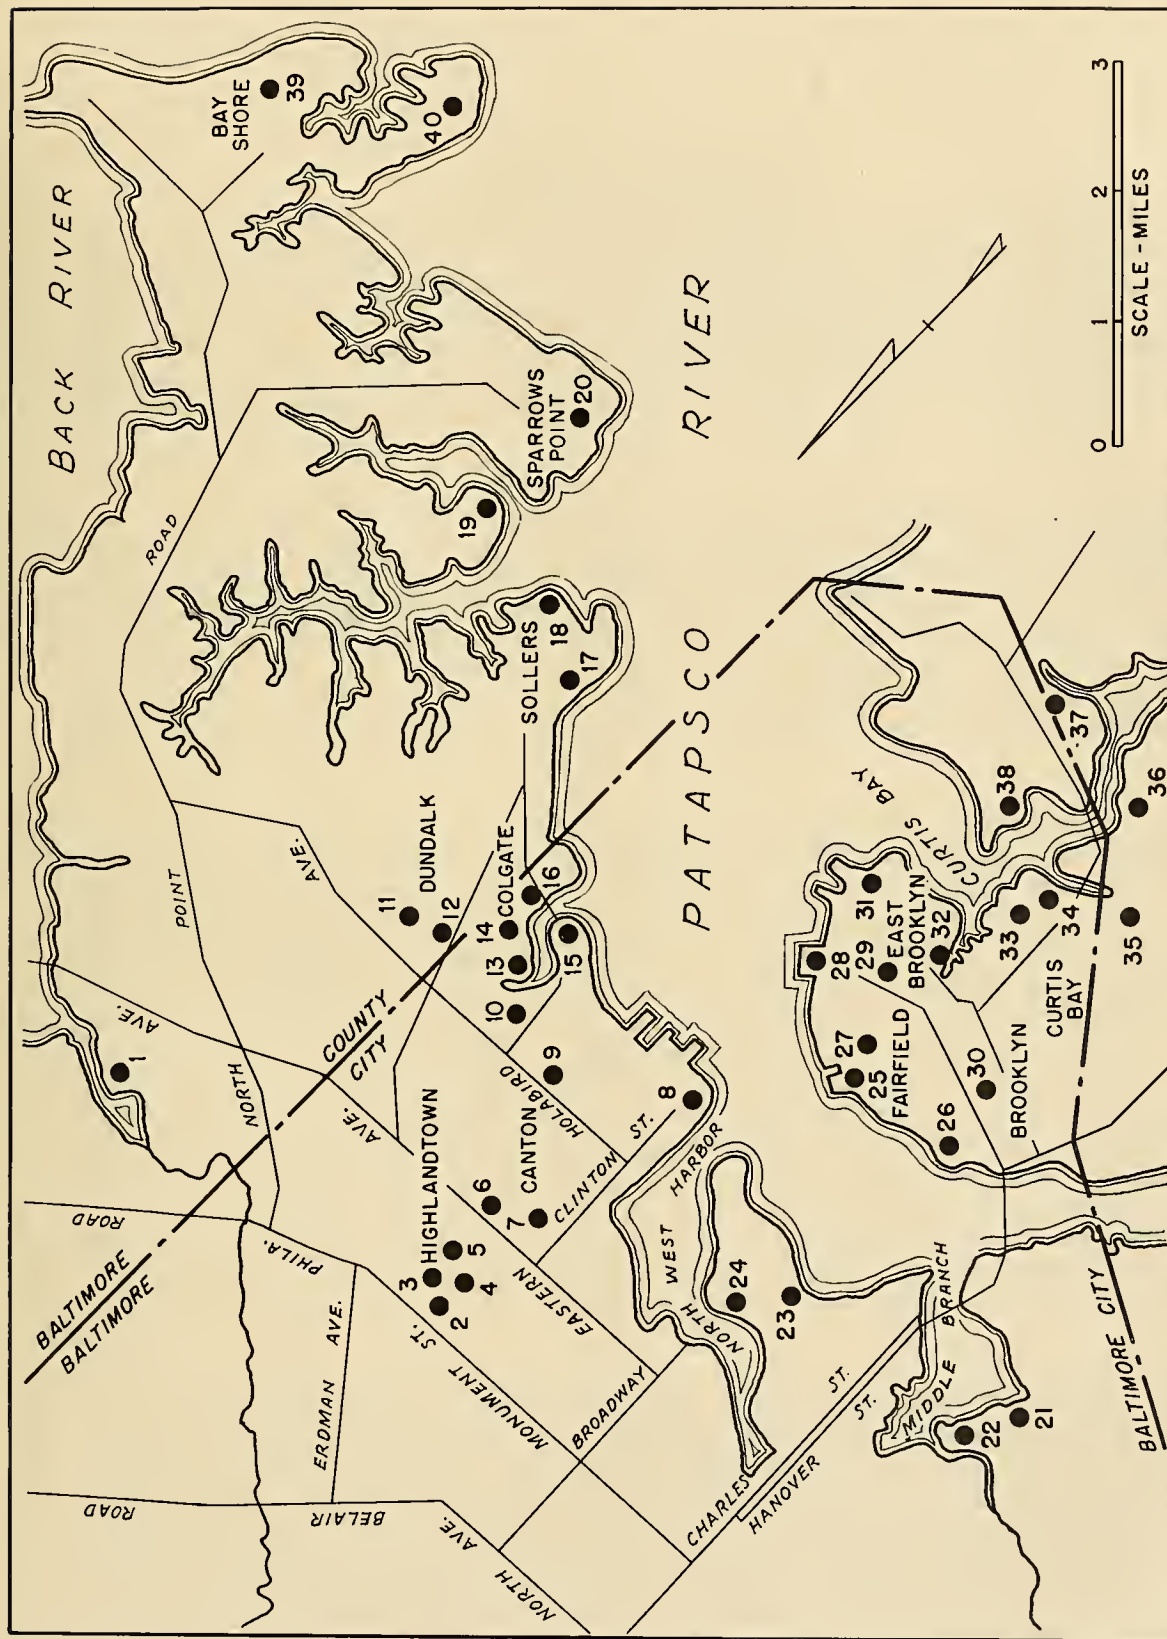 BACK RIVER
BAY
SHORE
39
40
ROAD
SPARROWS
POINT
20
19
RIVER
0 1 2 3
SCALE - MILES
SOLLERS
18
17
PATAPSCO
POINT
AVE.
DUNDALK
11
12
COLGATE
14
16
13
15
10
AVE.
NORTH
1
COUNTY
CITY
BALTIMORE
BALTIMORE
AVE.
HOLABIRD
9
8
CLINTON ST.
CANTON
7
6
HIGHLANDTOWN
3
5
4
2
EASTERN
ROAD
PHILA.
ERDMAN AVE.
MONUMENT ST.
BROADWAY
ROAD
BELAIR
NORTH AVE.
NORTH WEST HARBOR
24
23
CHARLES ST.
HANOVER ST.
MIDDLE BRANCH
22
21
BALTIMORE CITY
CURTIS BAY
38
37
36
31
28
29
EAST
BROOKLYN
32
33
34
35
CURTIS
BAY
27
25
FAIRFIELD
30
BROOKLYN
26